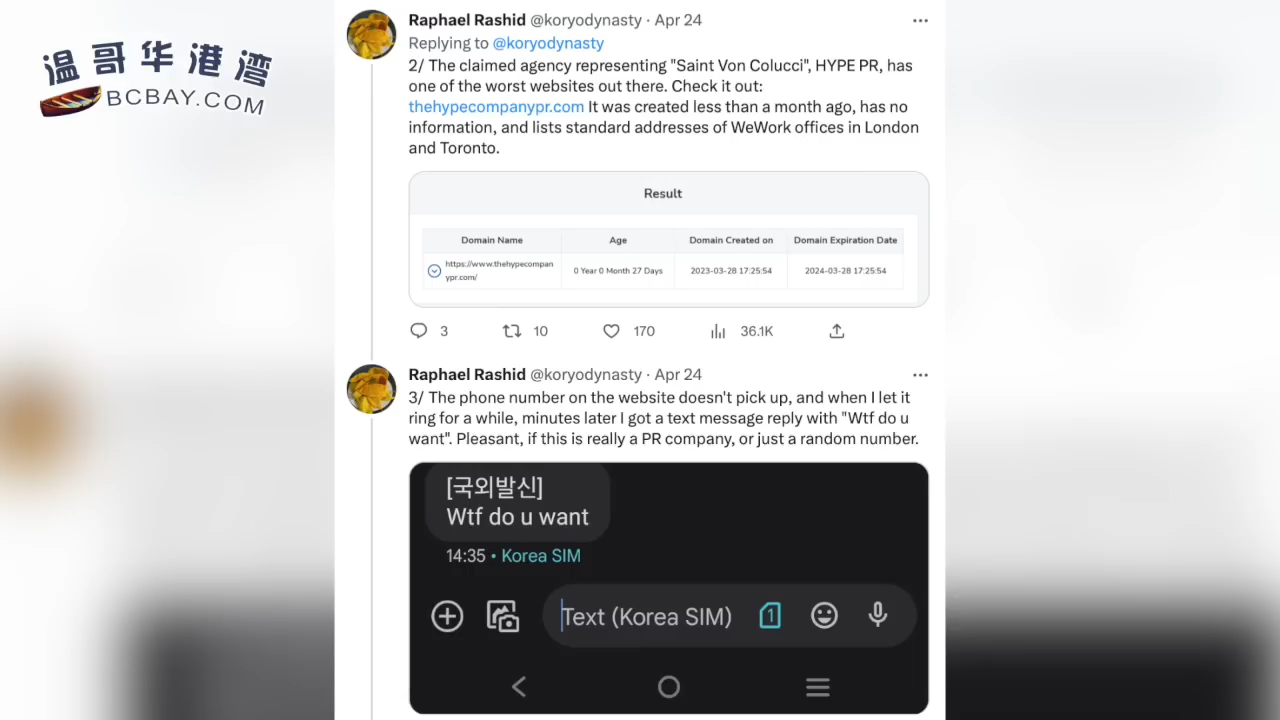 温哥华港湾
BCBAY.COM
Raphael Rashid @koryodynasty · Apr 24
Replying to @koryodynasty
2/ The claimed agency representing "Saint Von Colucci", HYPE PR, has
one of the worst websites out there. Check it out:
thehypecompanypr.com It was created less than a month ago, has no
information, and lists standard addresses of WeWork offices in London
and Toronto.
Result
Domain Name Age Domain Created on Domain Expiration Date
https://www.thehypecompan
ypr.com/ 0 Year 0 Month 27 Days 2023-03-28 17:25:54 2024-03-28 17:25:54
3 10 170 36.1K
Raphael Rashid @koryodynasty · Apr 24
3/ The phone number on the website doesn't pick up, and when I let it
ring for a while, minutes later I got a text message reply with "Wtf do u
want". Pleasant, if this is really a PR company, or just a random number.
[국외발신]
Wtf do u want
14:35 • Korea SIM
Text (Korea SIM) 1